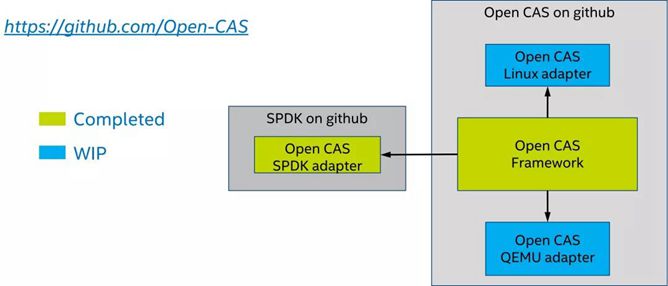 https://github.com/Open-CAS
Completed
WIP
SPDK on github
Open CAS
SPDK adapter
Open CAS on github
Open CAS
Linux adapter
Open CAS
Framework
Open CAS
QEMU adapter